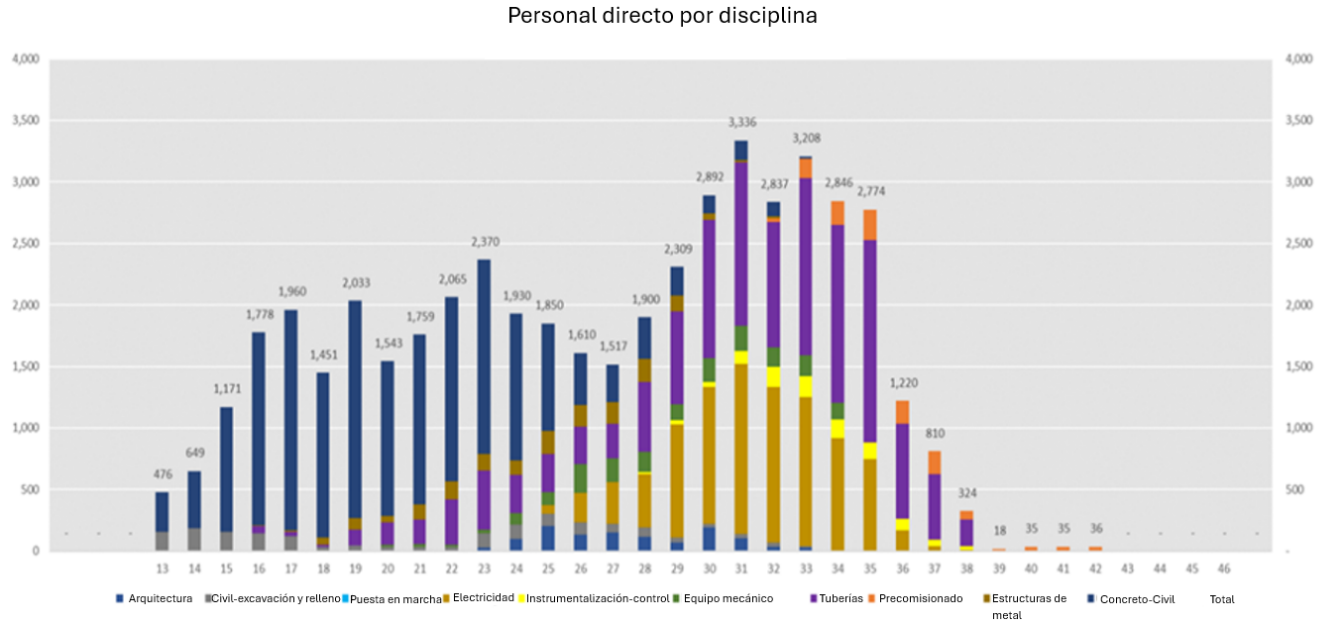 Personal directo por disciplina
4,000 4,000
3,500 3,500
3,336
3,208
3,000 2,892 2,837 2,846 2,774 3,000
2,500 2,370 2,309 2,500
2,000 1,778 1,960 2,033 2,065 1,930 1,850 1,900 2,000
1,759
1,500 1,451 1,543 1,610 1,517 1,500
1,171 1,220
1,000 1,000
810
649
500 476 324 500
18 35 35 36
0 - - - - - - - - -
13 14 15 16 17 18 19 20 21 22 23 24 25 26 27 28 29 30 31 32 33 34 35 36 37 38 39 40 41 42 43 44 45 46
Arquitectura Civil-excavación y relleno Puesta en marcha Electricidad Instrumentalización-control Equipo mecánico Tuberías Precomisionado Estructuras de Concreto-Civil Total
metal